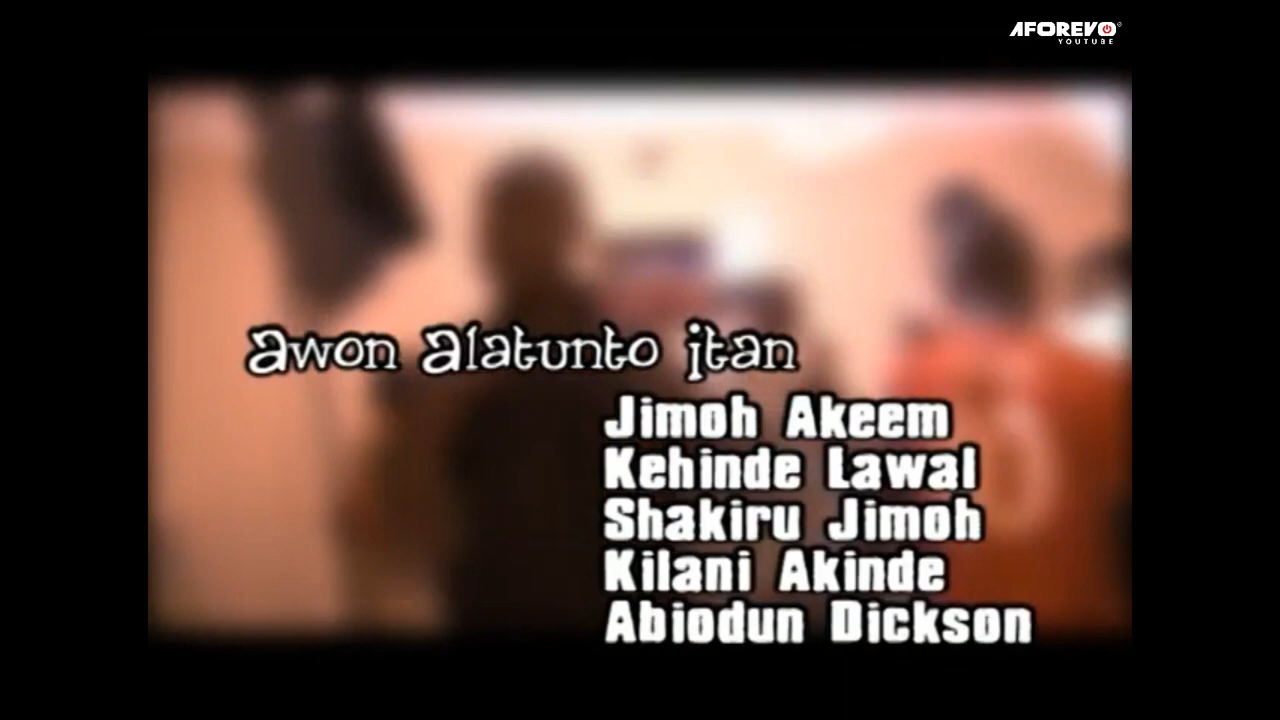 AFOREVO
YOUTUBE
awon alatunto itan
Jimoh Akeem
Kehinde Lawal
Shakiru Jimoh
Kilani Akinde
Abiodun Dickson